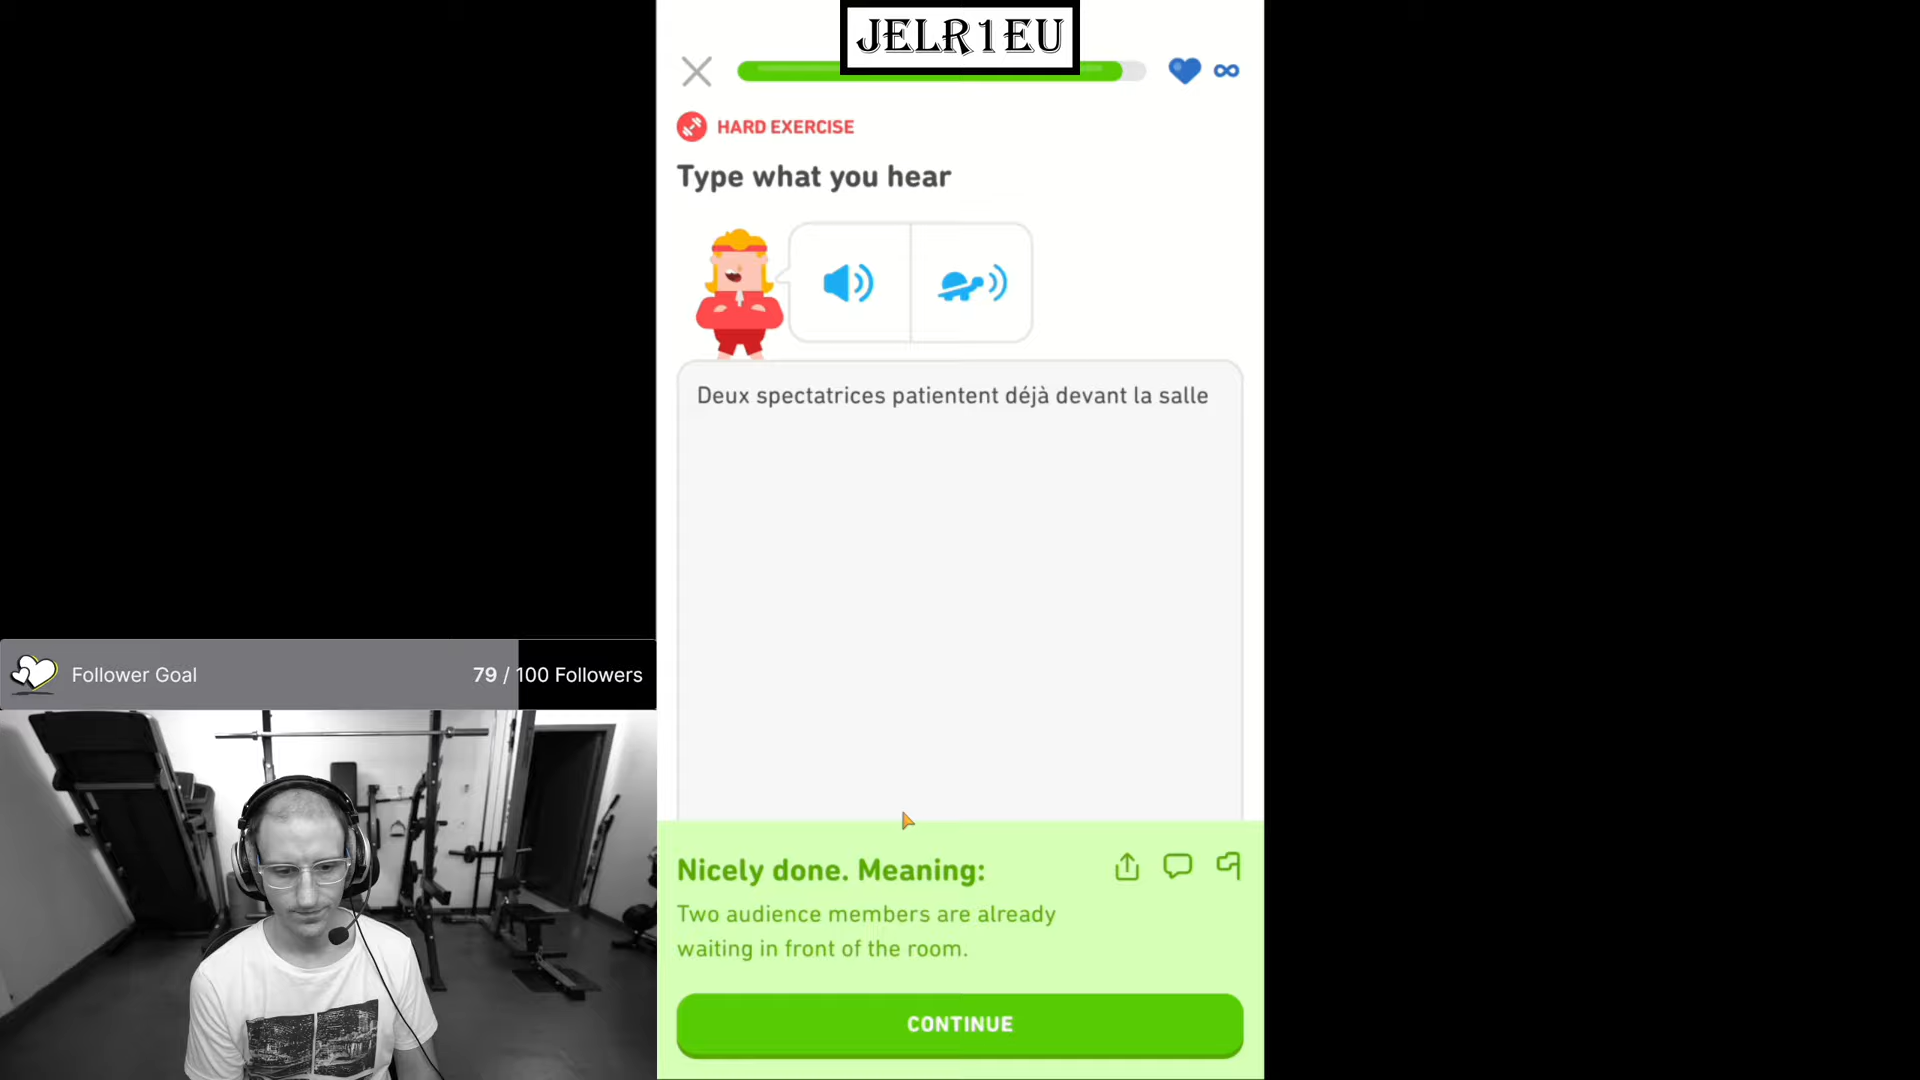 JELR1EU
HARD EXERCISE
Type what you hear
Deux spectatrices patientent déjà devant la salle
Follower Goal
79 / 100 Followers
Nicely done. Meaning:
Two audience members are already
waiting in front of the room.
CONTINUE